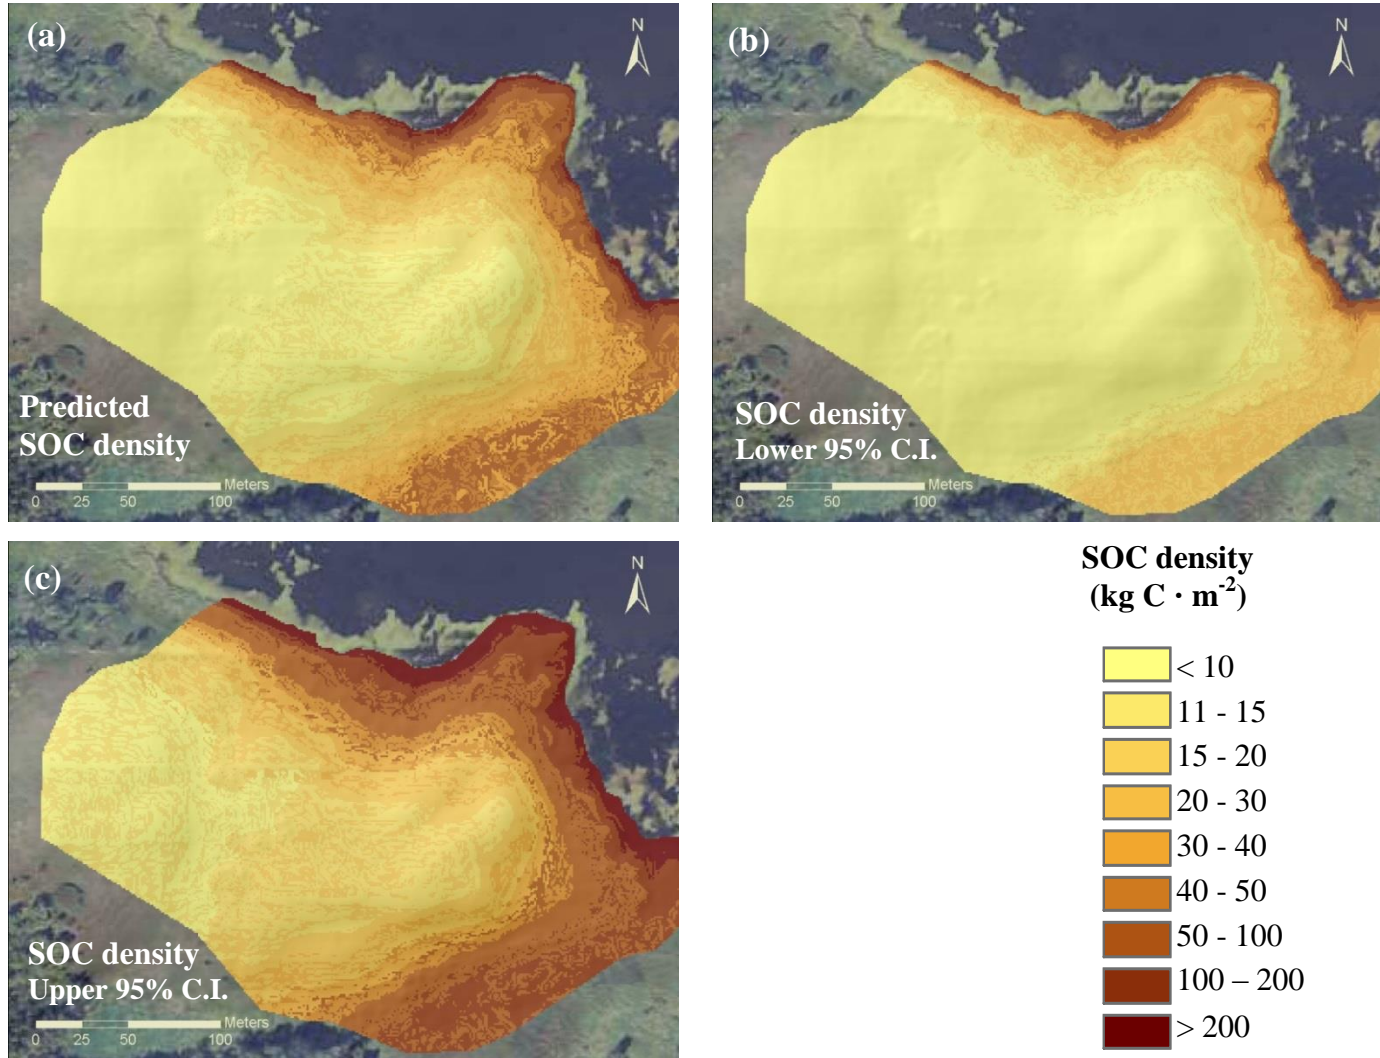 (a)
N
Predicted
SOC density
Meters
0 25 50 100
(b)
N
SOC density
Lower 95% C.I.
Meters
0 25 50 100
(c)
N
SOC density
Upper 95% C.I.
Meters
0 25 50 100
SOC density
(kg C · m⁻²)
< 10
11 - 15
15 - 20
20 - 30
30 - 40
40 - 50
50 - 100
100 – 200
> 200